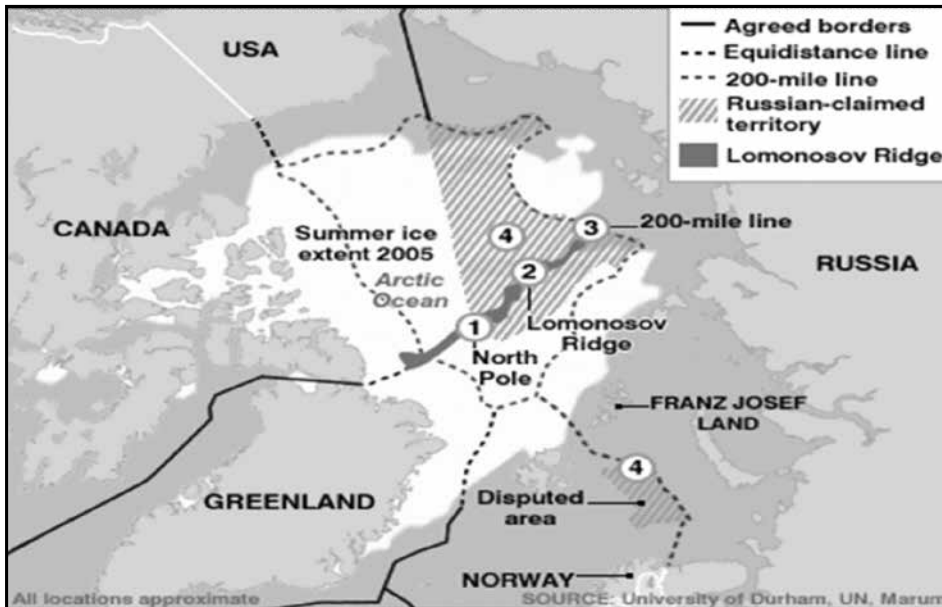 Agreed borders
Equidistance line
200-mile line
Russian-claimed
territory
Lomonosov Ridge
USA
CANADA
Summer ice
extent 2005
Arctic
Ocean
4
3
200-mile line
2
RUSSIA
Lomonosov
Ridge
1
North
Pole
FRANZ JOSEF
LAND
4
GREENLAND
Disputed
area
NORWAY
All locations approximate
SOURCE: University of Durham, UN, Marum